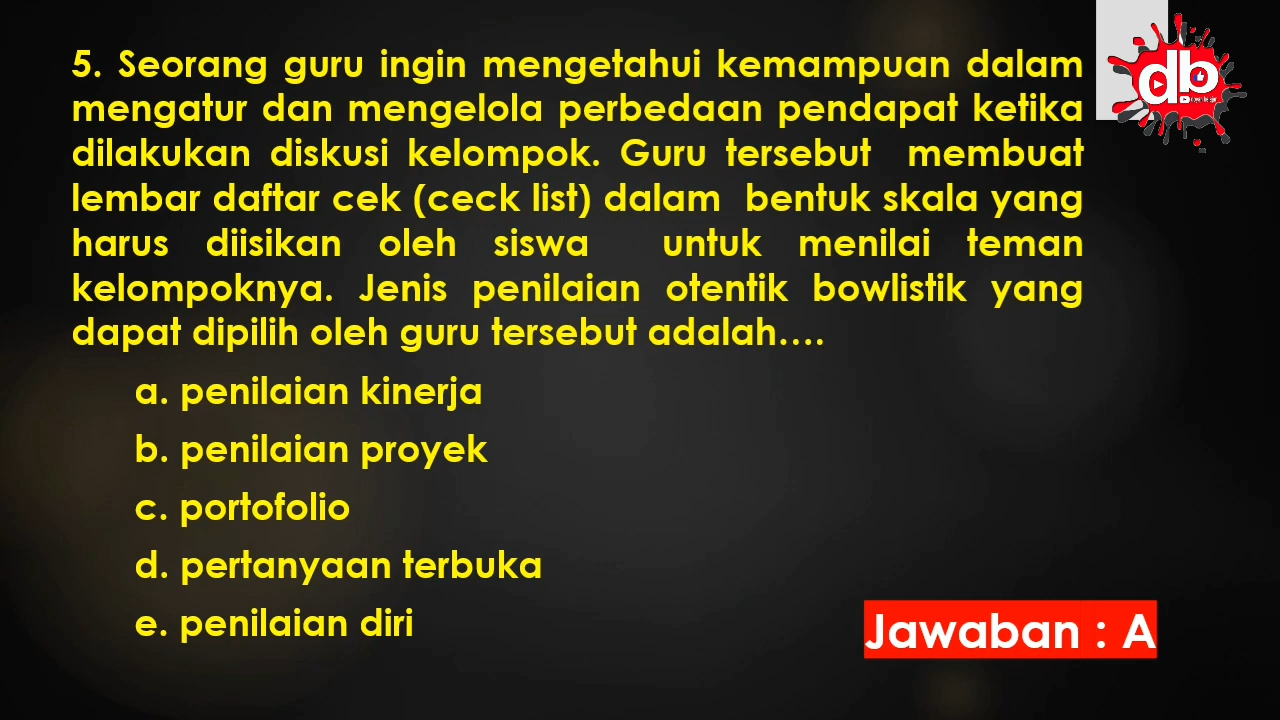 5. Seorang guru ingin mengetahui kemampuan dalam
mengatur dan mengelola perbedaan pendapat ketika
dilakukan diskusi kelompok. Guru tersebut membuat
lembar daftar cek (ceck list) dalam bentuk skala yang
harus diisikan oleh siswa untuk menilai teman
kelompoknya. Jenis penilaian otentik bowlistik yang
dapat dipilih oleh guru tersebut adalah....
a. penilaian kinerja
b. penilaian proyek
c. portofolio
d. pertanyaan terbuka
e. penilaian diri
Jawaban : A
db